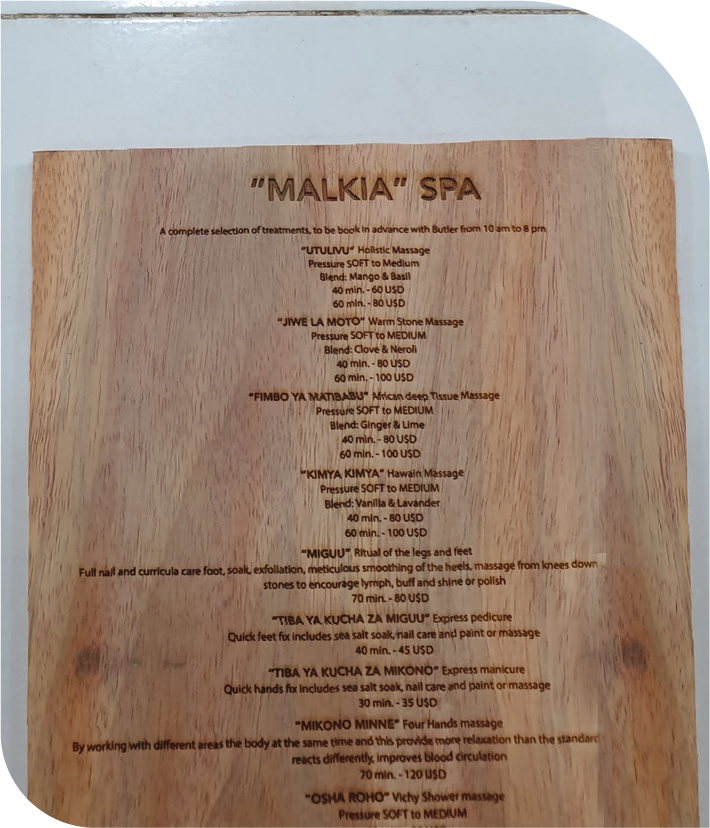 "MALKIA" SPA
A complete selection of treatments, to be book in advance with Butler from 10 am to 8 pm
"UTULIVU" Holistic Massage
Pressure SOFT to Medium
Blend: Mango & Basil
40 min. - 60 USD
60 min. - 80 USD
"JIWE LA MOTO" Warm Stone Massage
Pressure SOFT to MEDIUM
Blend: Clove & Neroli
40 min. - 80 USD
60 min. - 100 USD
"FIMBO YA MATIBABU" African deep Tissue Massage
Pressure SOFT to MEDIUM
Blend: Ginger & Lime
40 min. - 80 USD
60 min. - 100 USD
"KIMYA KIMYA" Hawain Massage
Pressure SOFT to MEDIUM
Blend: Vanilla & Lavander
40 min. - 80 USD
60 min. - 100 USD
"MIGUU" Ritual of the legs and feet
Full nail and curricula care foot, soak, exfoliation, meticulous smoothing of the heels, massage from knees down
stones to encourage lymph, buff and shine or polish
70 min. - 80 USD
"TIBA YA KUCHA ZA MIGUU" Express pedicure
Quick feet fix includes sea salt soak, nail care and paint or massage
40 min. - 45 USD
"TIBA YA KUCHA ZA MIKONO" Express manicure
Quick hands fix includes sea salt soak, nail care and paint or massage
30 min. - 35 USD
"MIKONO MINNE" Four Hands massage
By working with different areas the body at the same time and this provide more relaxation than the standard
reacts differently, improves blood circulation
70 min. - 120 USD
"OSHA ROHO" Vichy Shower massage
Pressure SOFT to MEDIUM